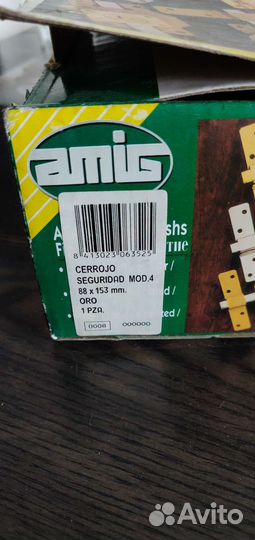 amig
8 413023 063525
CERROJO
SEGURIDAD MOD.4
88 x 153 mm.
ORO
1 PZA.
0008 000000
Avito